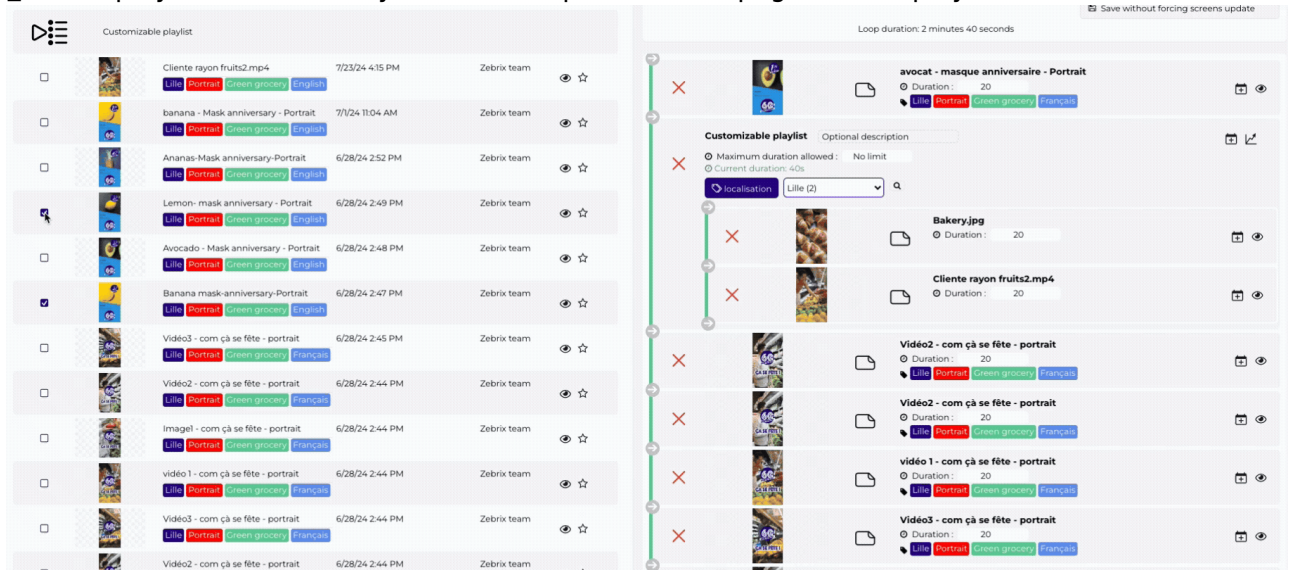 Save without forcing screens update
Customizable playlist
Loop duration: 2 minutes 40 seconds
Cliente rayon fruits2.mp4 7/23/24 4:15 PM Zebrix team
Lille Portrait Green grocery English
banana - Mask anniversary - Portrait 7/1/24 11:04 AM Zebrix team
Lille Portrait Green grocery English
Ananas-Mask anniversary-Portrait 6/28/24 2:52 PM Zebrix team
Lille Portrait Green grocery English
Lemon- mask anniversary - Portrait 6/28/24 2:49 PM Zebrix team
Lille Portrait Green grocery English
Avocado - Mask anniversary - Portrait 6/28/24 2:48 PM Zebrix team
Lille Portrait Green grocery English
Banana mask-anniversary-Portrait 6/28/24 2:47 PM Zebrix team
Lille Portrait Green grocery English
Vidéo3 - com çà se fête - portrait 6/28/24 2:45 PM Zebrix team
Lille Portrait Green grocery Français
Vidéo2 - com çà se fête - portrait 6/28/24 2:44 PM Zebrix team
Lille Portrait Green grocery Français
Image1 - com çà se fête - portrait 6/28/24 2:44 PM Zebrix team
Lille Portrait Green grocery Français
vidéo 1 - com çà se fête - portrait 6/28/24 2:44 PM Zebrix team
Lille Portrait Green grocery Français
Vidéo3 - com çà se fête - portrait 6/28/24 2:44 PM Zebrix team
Lille Portrait Green grocery Français
Vidéo2 - com çà se fête - portrait 6/28/24 2:44 PM Zebrix team
avocat - masque anniversaire - Portrait
Duration : 20
Lille Portrait Green grocery Français
Customizable playlist Optional description
Maximum duration allowed : No limit
Current duration: 40s
localisation Lille (2)
Bakery.jpg
Duration : 20
Cliente rayon fruits2.mp4
Duration : 20
Vidéo2 - com çà se fête - portrait
Duration : 20
Lille Portrait Green grocery Français
Vidéo2 - com çà se fête - portrait
Duration : 20
Lille Portrait Green grocery Français
vidéo 1 - com çà se fête - portrait
Duration : 20
Lille Portrait Green grocery Français
Vidéo3 - com çà se fête - portrait
Duration : 20
Lille Portrait Green grocery Français